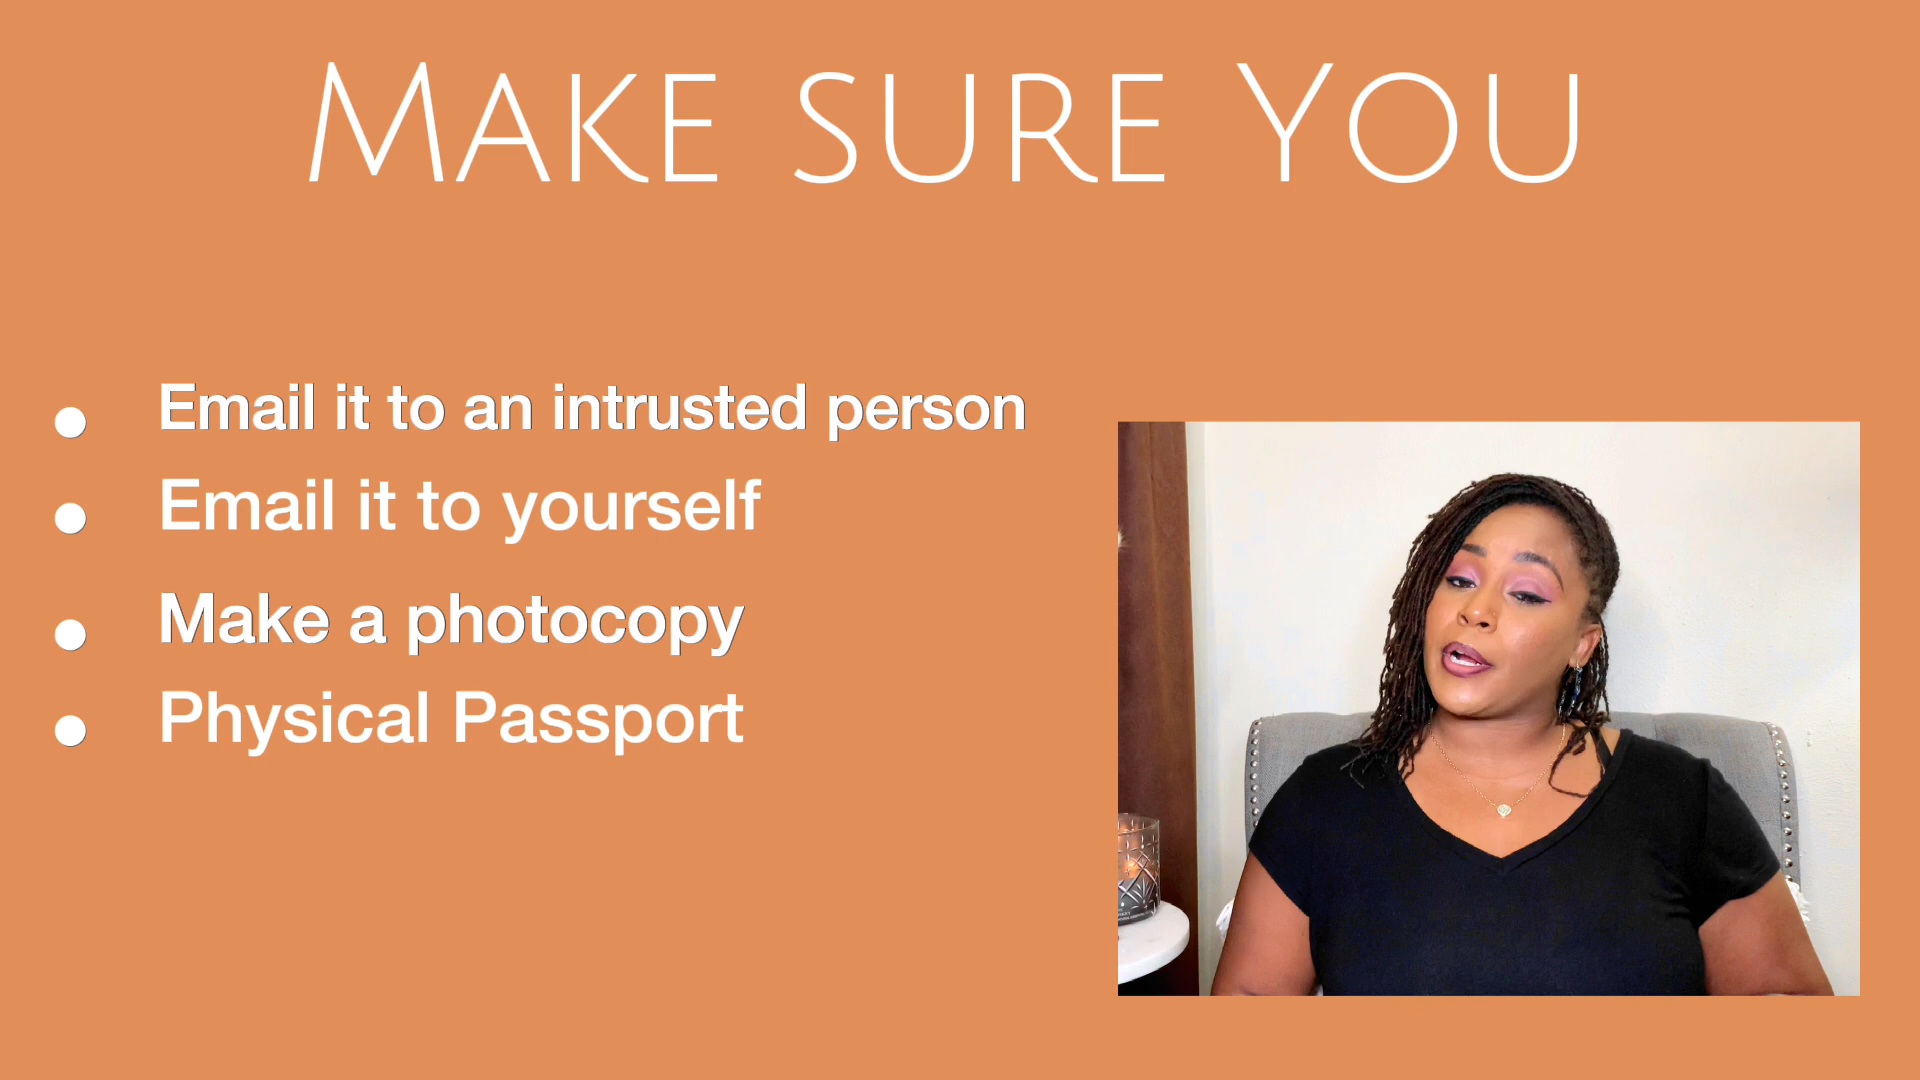 Make sure You
Email it to an intrusted person
Email it to yourself
Make a photocopy
Physical Passport